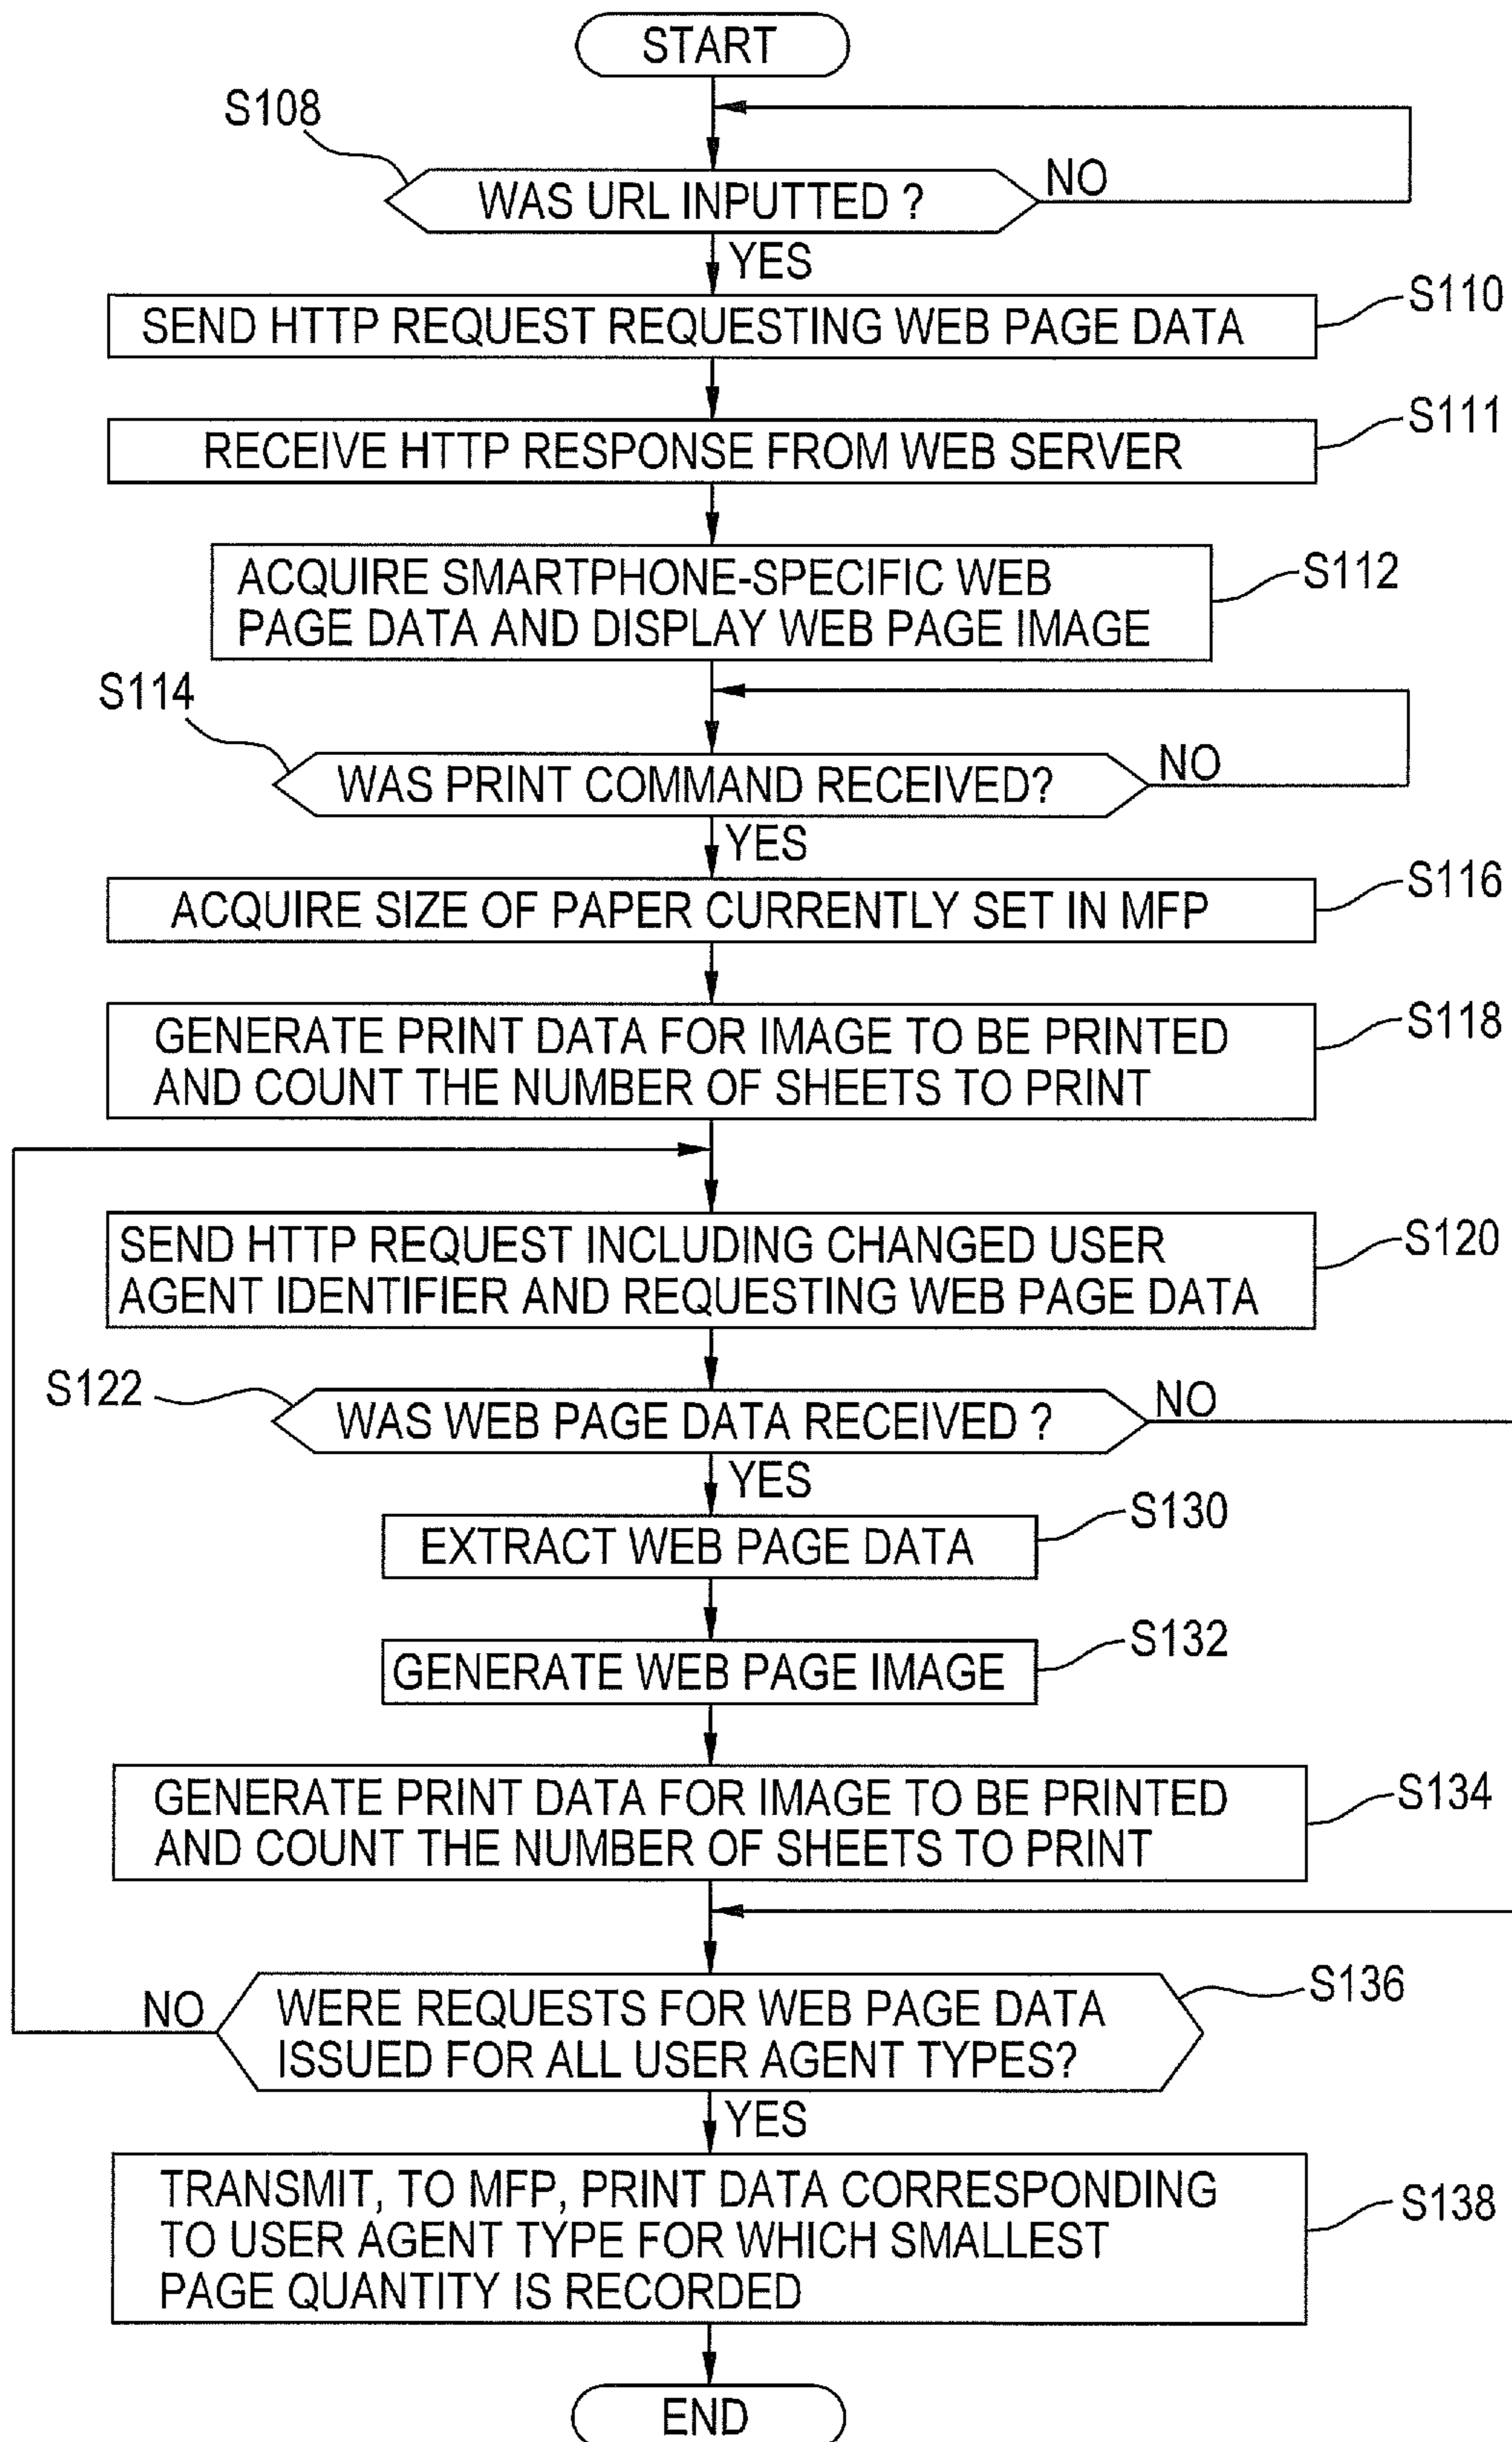 START
S108
WAS URL INPUTTED ?
NO
YES
S110
SEND HTTP REQUEST REQUESTING WEB PAGE DATA
S111
RECEIVE HTTP RESPONSE FROM WEB SERVER
S112
ACQUIRE SMARTPHONE-SPECIFIC WEB
PAGE DATA AND DISPLAY WEB PAGE IMAGE
S114
WAS PRINT COMMAND RECEIVED?
NO
YES
S116
ACQUIRE SIZE OF PAPER CURRENTLY SET IN MFP
S118
GENERATE PRINT DATA FOR IMAGE TO BE PRINTED
AND COUNT THE NUMBER OF SHEETS TO PRINT
S120
SEND HTTP REQUEST INCLUDING CHANGED USER
AGENT IDENTIFIER AND REQUESTING WEB PAGE DATA
S122
WAS WEB PAGE DATA RECEIVED ?
NO
YES
S130
EXTRACT WEB PAGE DATA
S132
GENERATE WEB PAGE IMAGE
S134
GENERATE PRINT DATA FOR IMAGE TO BE PRINTED
AND COUNT THE NUMBER OF SHEETS TO PRINT
S136
NO
WERE REQUESTS FOR WEB PAGE DATA
ISSUED FOR ALL USER AGENT TYPES?
YES
S138
TRANSMIT, TO MFP, PRINT DATA CORRESPONDING
TO USER AGENT TYPE FOR WHICH SMALLEST
PAGE QUANTITY IS RECORDED
END